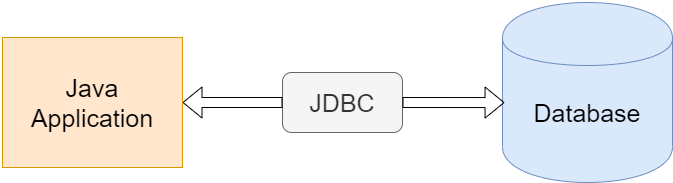 Java
Application
JDBC
Database